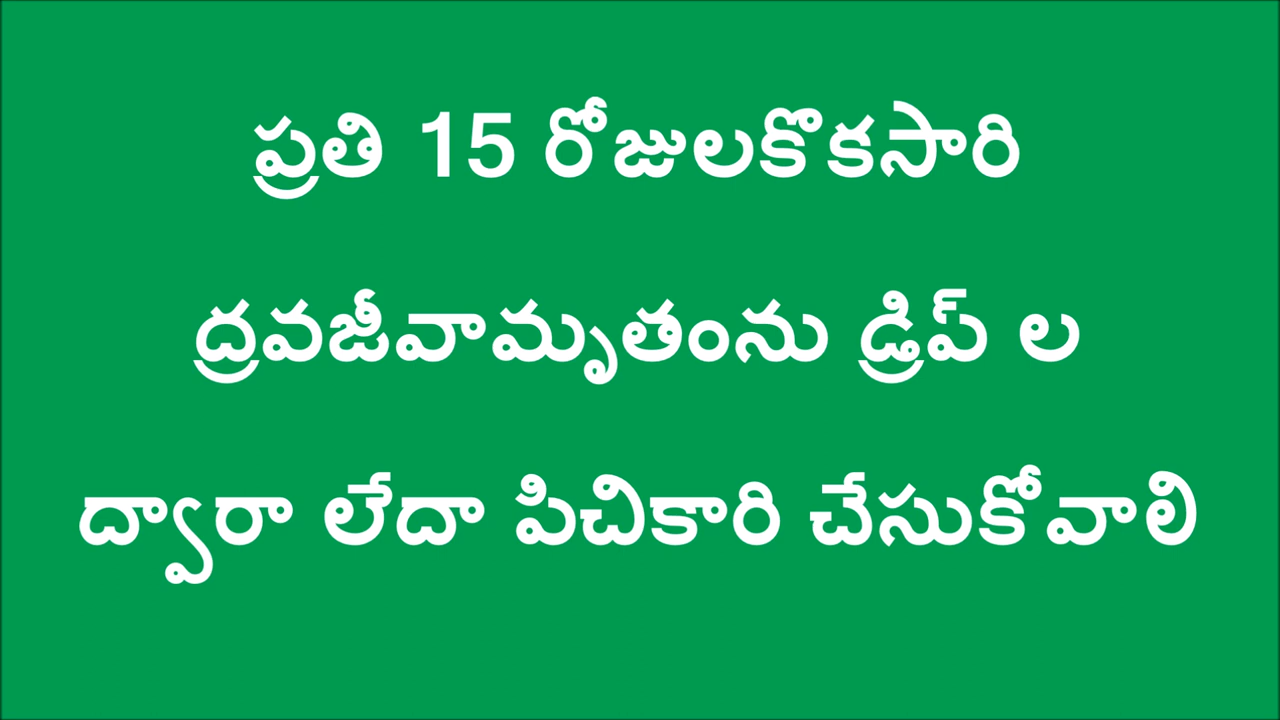 ప్రతి 15 రోజులకొకసారి
ద్రవజీవామృతంను డ్రిప్ ల
ద్వారా లేదా పిచికారి చేసుకోవాలి